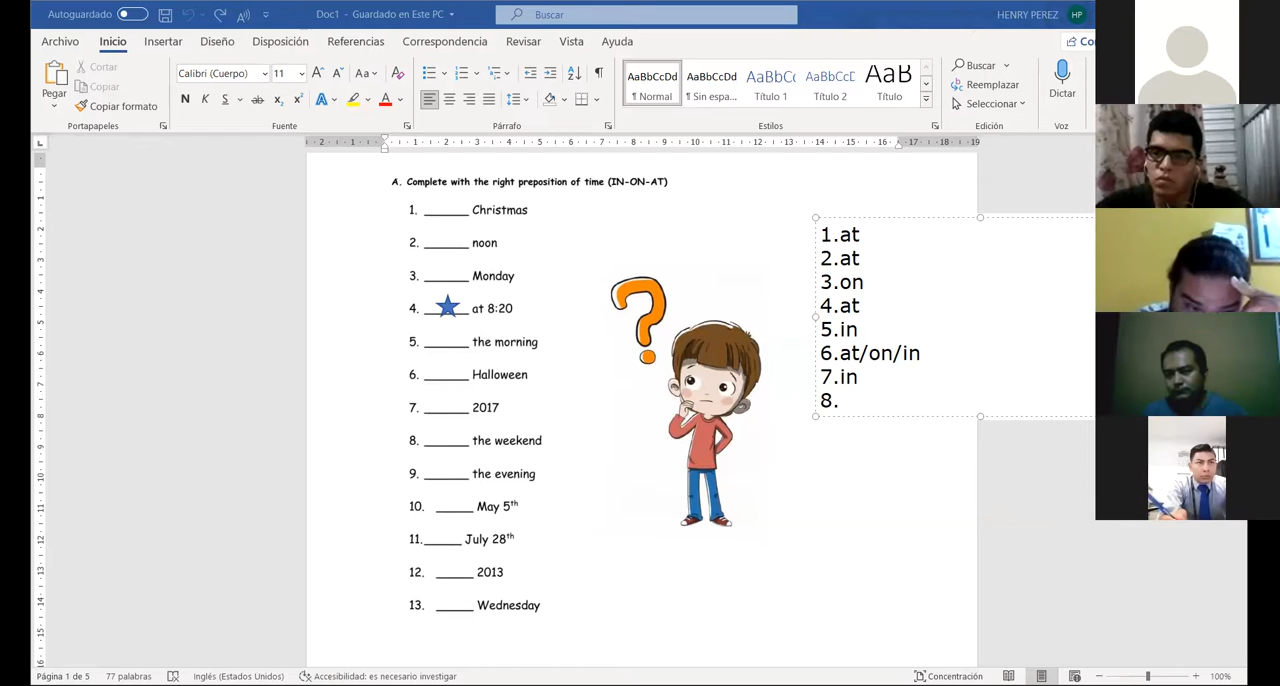 Autoguardado
Doc1 - Guardado en Este PC
Buscar
HENRY PEREZ
HP
Archivo
Inicio
Insertar
Diseño
Disposición
Referencias
Correspondencia
Revisar
Vista
Ayuda
Pegar
Cortar
Copiar
Copiar formato
Portapapeles
Calibri (Cuerpo)
11
N K S
Fuente
Párrafo
AaBbCcDd
¶ Normal
AaBbCcDd
¶ Sin espa...
AaBbCc
Título 1
AaBbCcD
Título 2
AaB
Título
Estilos
Buscar
Reemplazar
Seleccionar
Edición
Dictar
Voz
A. Complete with the right preposition of time (IN-ON-AT)
1. ______ Christmas
2. ______ noon
3. ______ Monday
4. ______ at 8:20
5. ______ the morning
6. ______ Halloween
7. ______ 2017
8. ______ the weekend
9. ______ the evening
10. _____ May 5th
11. _____ July 28th
12. _____ 2013
13. _____ Wednesday
1.at
2.at
3.on
4.at
5.in
6.at/on/in
7.in
8.
Página 1 de 5
77 palabras
Inglés (Estados Unidos)
Accesibilidad: es necesario investigar
Concentración
100%